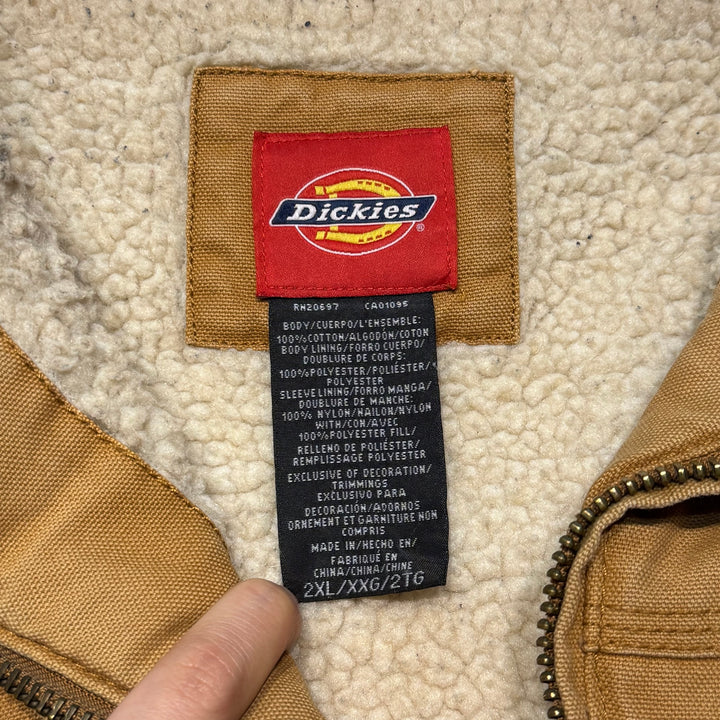 Dickies
®
RN20697 CA01095
BODY/CUERPO/L'ENSEMBLE:
100%COTTON/ALGODÓN/COTON
BODY LINING/FORRO CUERPO/
DOUBLURE DE CORPS:
100%POLYESTER/POLIÉSTER/
POLYESTER
SLEEVE LINING/FORRO MANGA/
DOUBLURE DE MANCHE:
100% NYLON/NAILON/NYLON
WITH/CON/AVEC
100%POLYESTER FILL/
RELLENO DE POLIÉSTER/
REMPLISSAGE POLYESTER
EXCLUSIVE OF DECORATION/
TRIMMINGS
EXCLUSIVO PARA
DECORACIÓN/ADORNOS
ORNEMENT ET GARNITURE NON
COMPRIS
MADE IN/HECHO EN/
FABRIQUÉ EN
CHINA/CHINA/CHINE
2XL/XXG/2TG